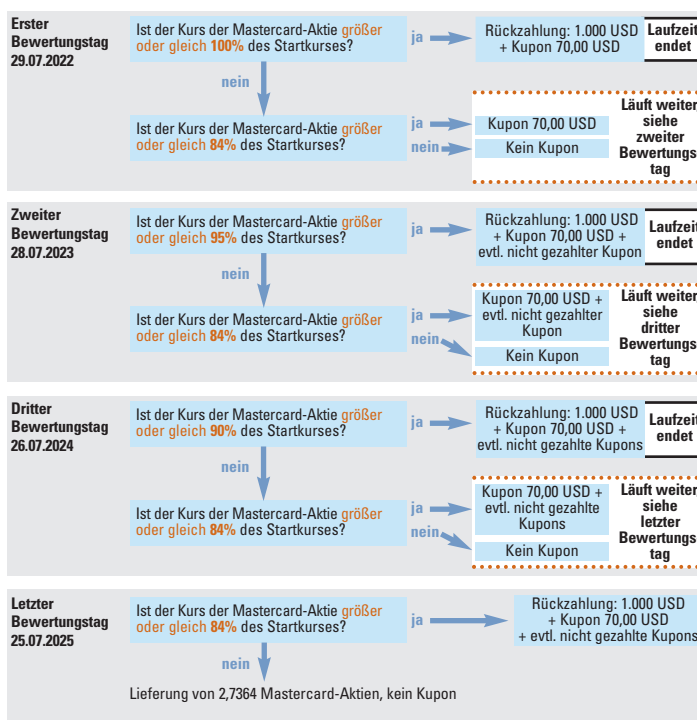 Erster
Bewertungstag
29.07.2022
Ist der Kurs der Mastercard-Aktie größer
oder gleich 100% des Startkurses?
ja
Rückzahlung: 1.000 USD
+ Kupon 70,00 USD
Laufzeit
endet
nein
Ist der Kurs der Mastercard-Aktie größer
oder gleich 84% des Startkurses?
ja
nein
Kupon 70,00 USD
Kein Kupon
Läuft weiter,
siehe
zweiter
Bewertungs
tag
Zweiter
Bewertungstag
28.07.2023
Ist der Kurs der Mastercard-Aktie größer
oder gleich 95% des Startkurses?
ja
Rückzahlung: 1.000 USD
+ Kupon 70,00 USD +
evtl. nicht gezahlter Kupon
Laufzeit
endet
nein
Ist der Kurs der Mastercard-Aktie größer
oder gleich 84% des Startkurses?
ja
nein
Kupon 70,00 USD +
evtl. nicht gezahlter
Kupon
Kein Kupon
Läuft weiter,
siehe
dritter
Bewertungs
tag
Dritter
Bewertungstag
26.07.2024
Ist der Kurs der Mastercard-Aktie größer
oder gleich 90% des Startkurses?
ja
Rückzahlung: 1.000 USD
+ Kupon 70,00 USD +
evtl. nicht gezahlte Kupons
Laufzeit
endet
nein
Ist der Kurs der Mastercard-Aktie größer
oder gleich 84% des Startkurses?
ja
nein
Kupon 70,00 USD +
evtl. nicht gezahlte
Kupons
Kein Kupon
Läuft weiter,
siehe
letzter
Bewertungs
tag
Letzter
Bewertungstag
25.07.2025
Ist der Kurs der Mastercard-Aktie größer
oder gleich 84% des Startkurses?
ja
Rückzahlung: 1.000 USD
+ Kupon 70,00 USD
+ evtl. nicht gezahlte Kupons
nein
Lieferung von 2,7364 Mastercard-Aktien, kein Kupon